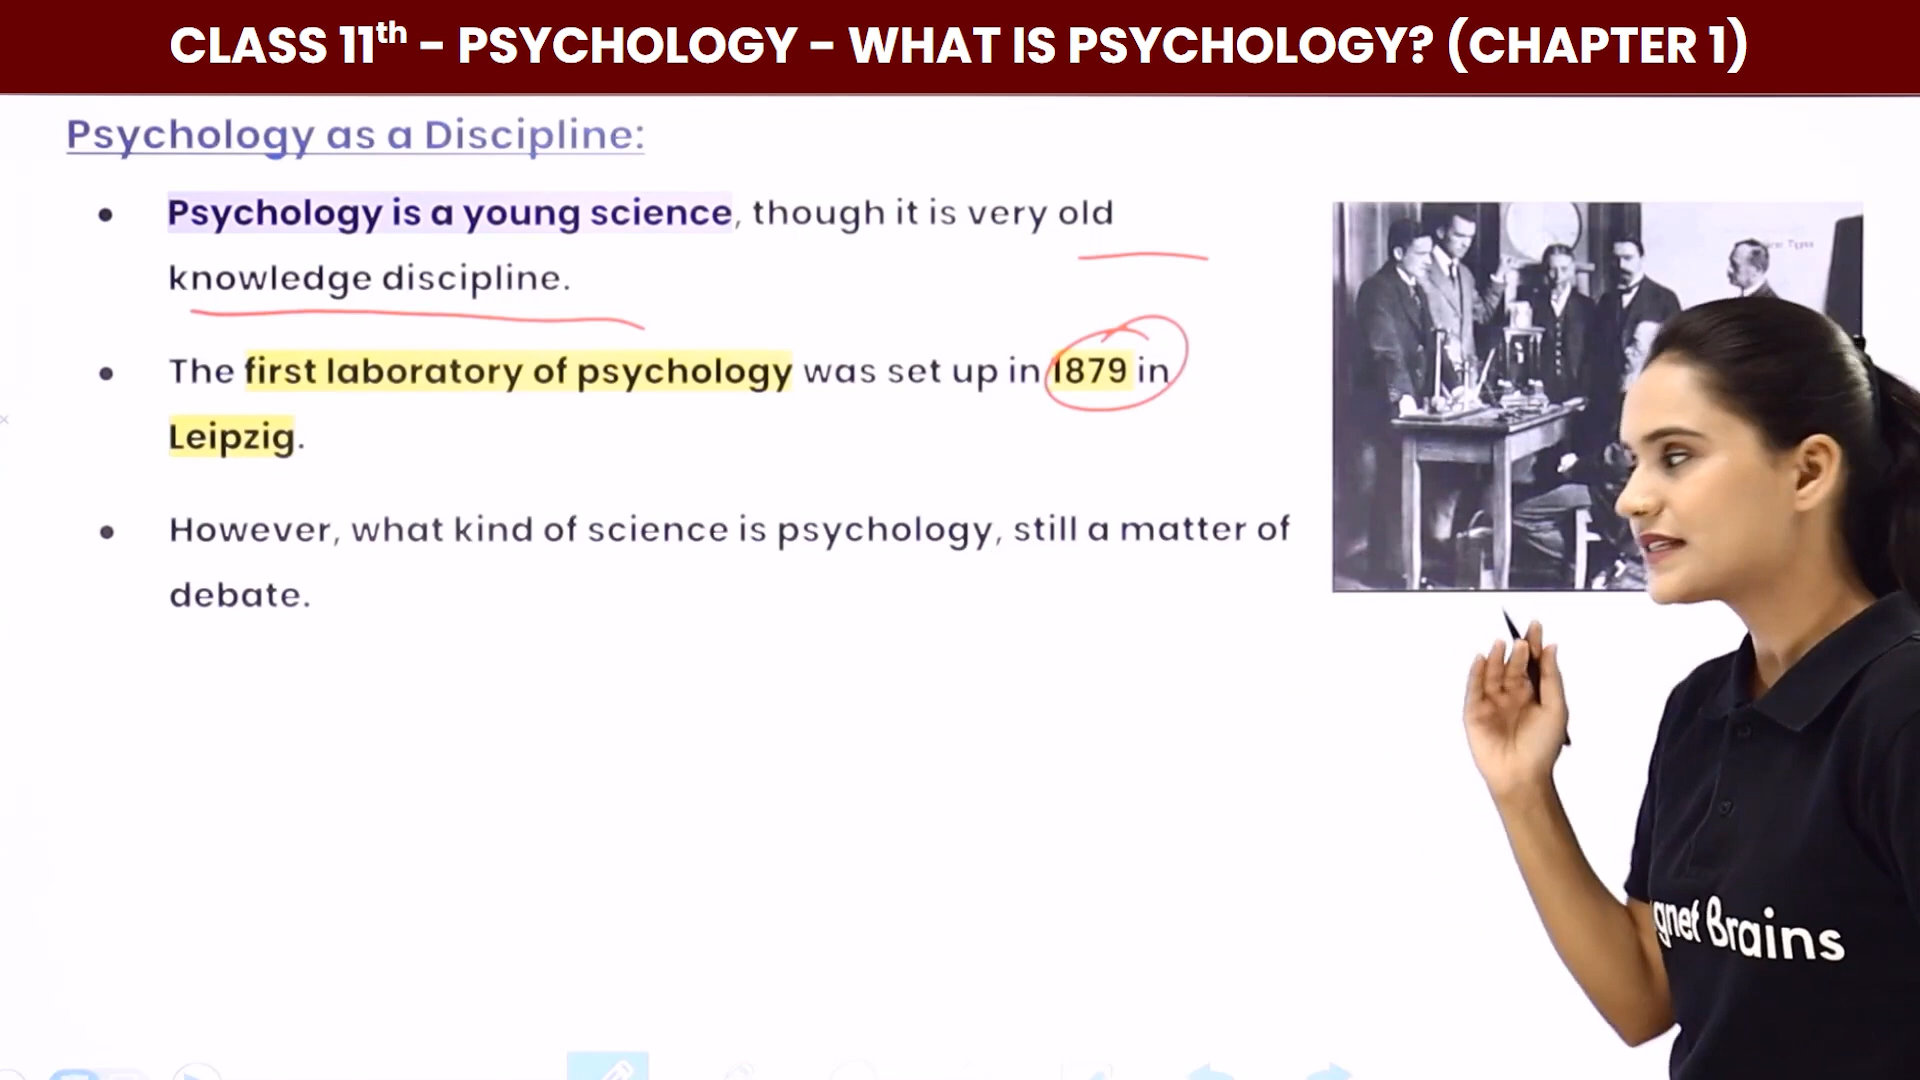 CLASS 11th – PSYCHOLOGY – WHAT IS PSYCHOLOGY? (CHAPTER 1)
Psychology as a Discipline:
• Psychology is a young science, though it is very old
knowledge discipline.
• The first laboratory of psychology was set up in 1879 in
Leipzig.
• However, what kind of science is psychology, still a matter of
debate.
gnet Brains